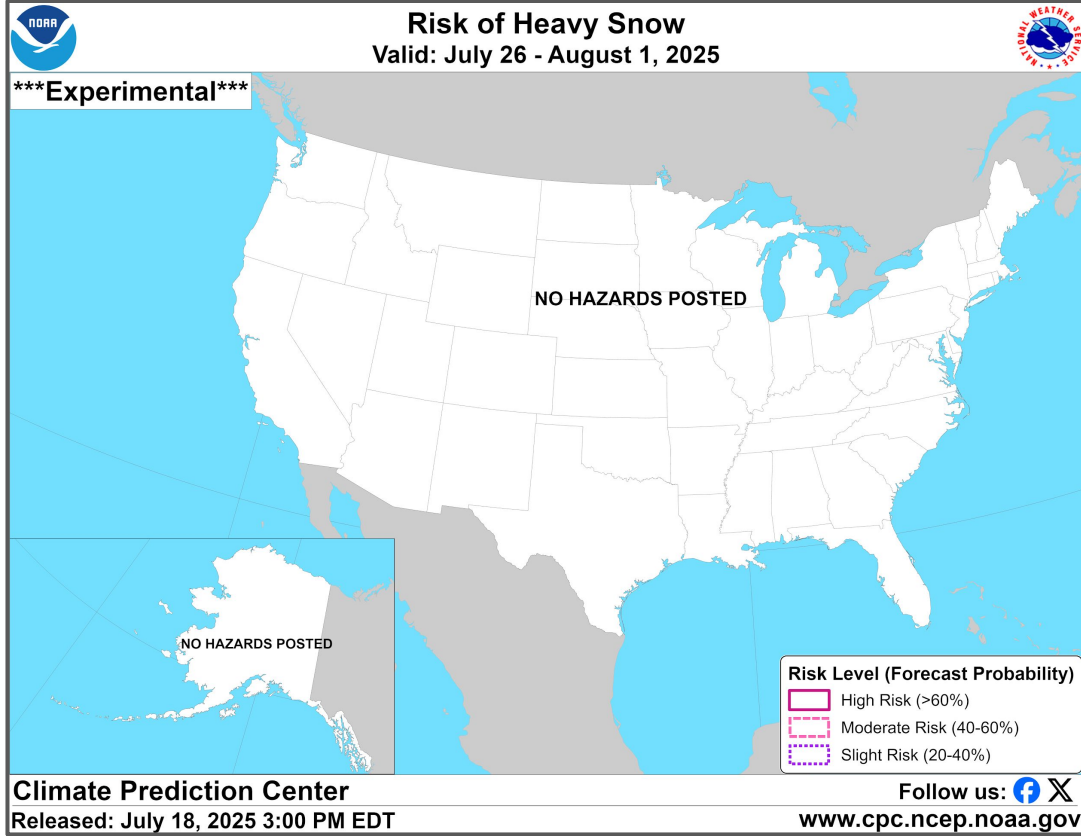 NOAA
Risk of Heavy Snow
Valid: July 26 - August 1, 2025
NATIONAL WEATHER SERVICE
***Experimental***
NO HAZARDS POSTED
NO HAZARDS POSTED
Risk Level (Forecast Probability)
High Risk (>60%)
Moderate Risk (40-60%)
Slight Risk (20-40%)
Climate Prediction Center
Follow us:
Released: July 18, 2025 3:00 PM EDT
www.cpc.ncep.noaa.gov